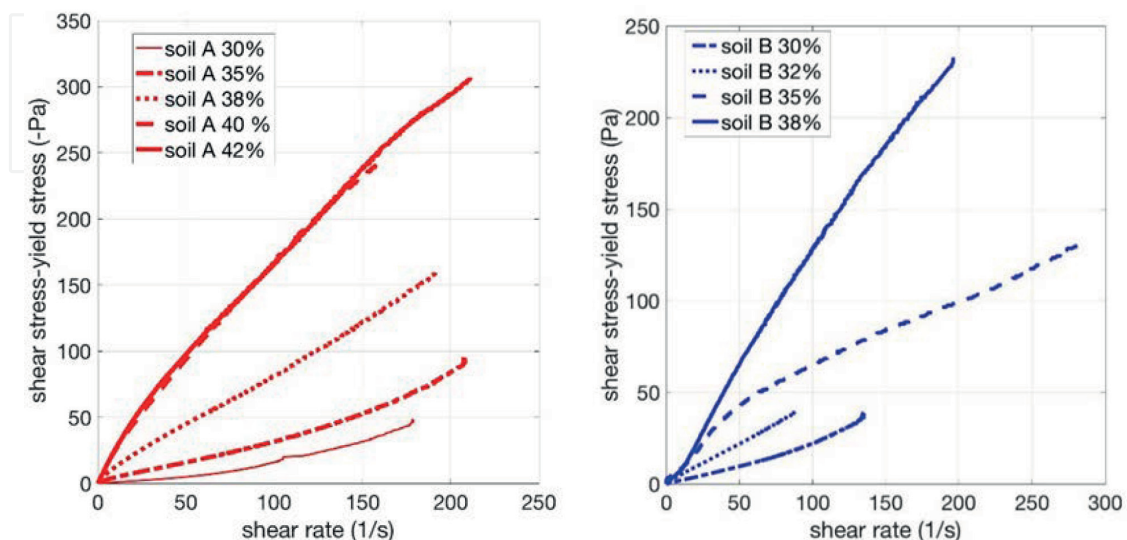 350
300
250
200
150
100
50
0
shear stress-yield stress (-Pa)
soil A 30%
soil A 35%
soil A 38%
soil A 40 %
soil A 42%
0 50 100 150 200 250
shear rate (1/s)
250
200
150
100
50
0
shear stress-yield stress (Pa)
soil B 30%
soil B 32%
soil B 35%
soil B 38%
0 50 100 150 200 250 300
shear rate (1/s)